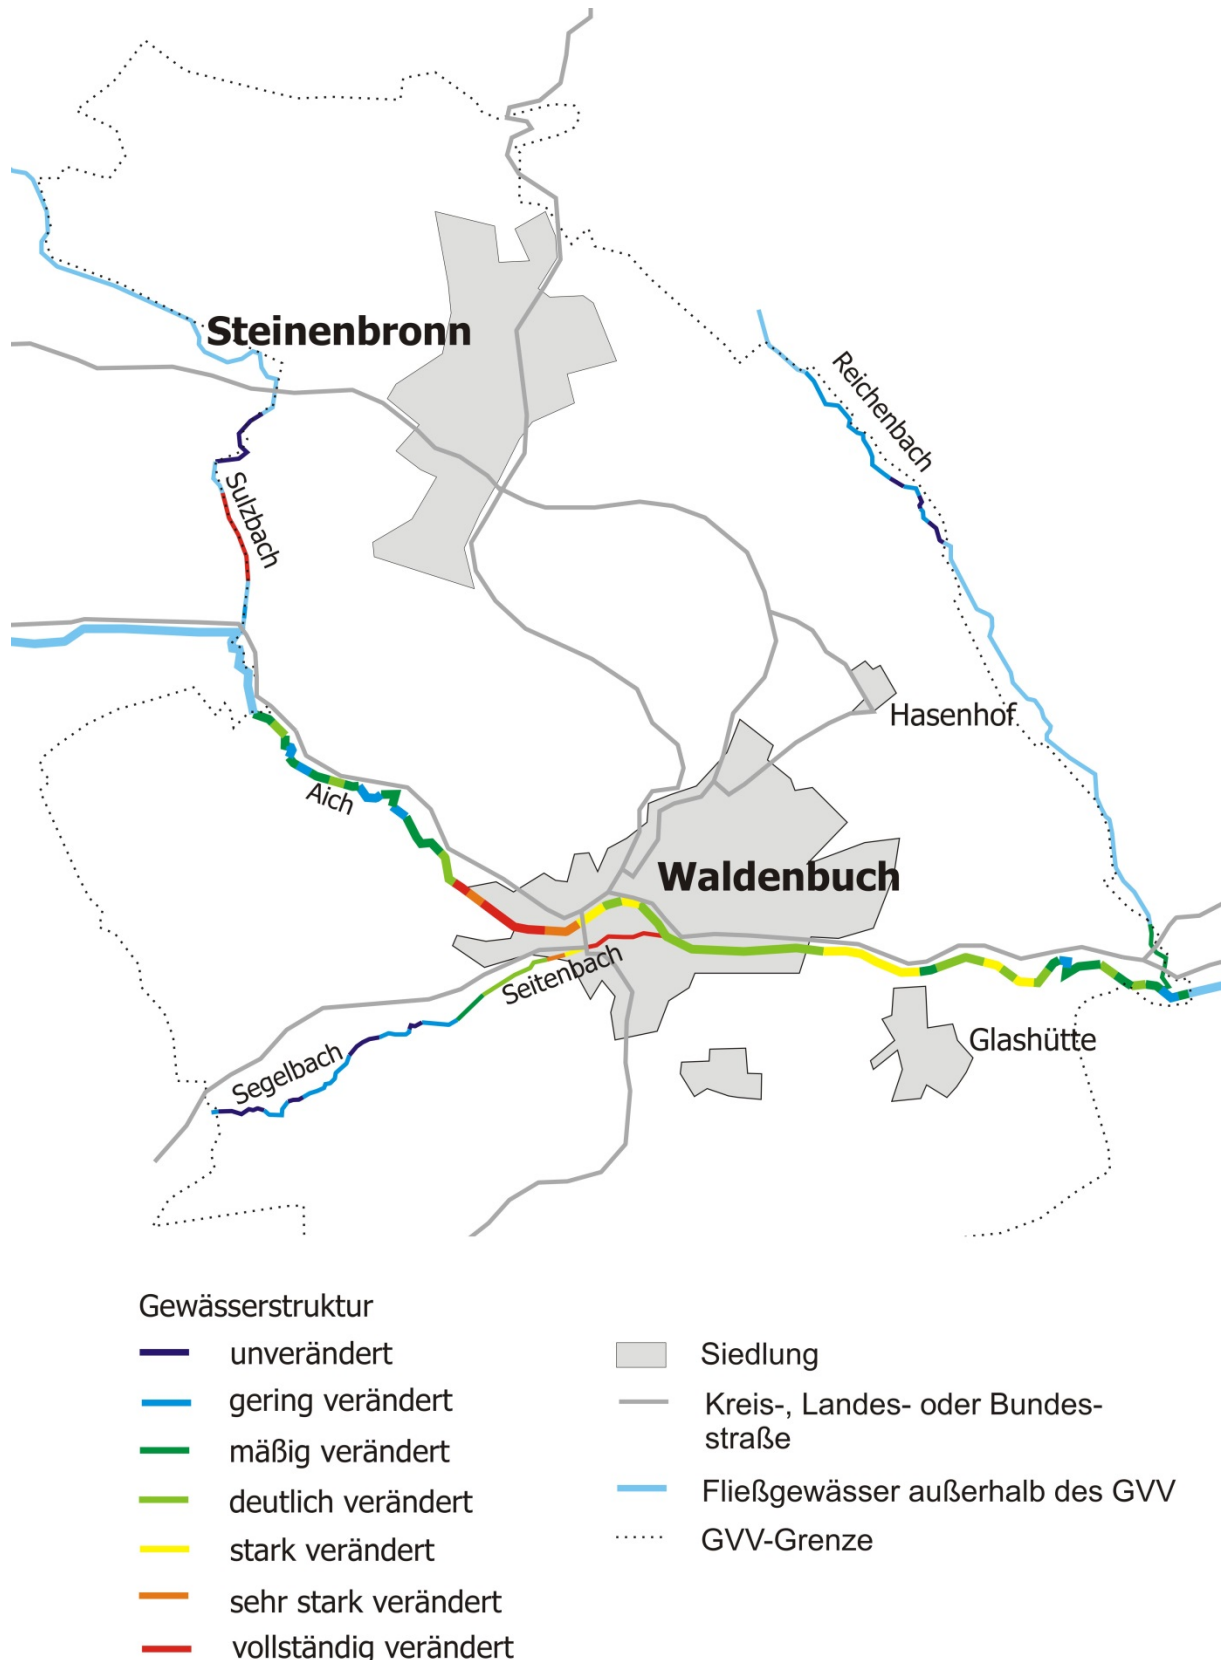 Steinenbronn
Reichenbach
Sulzbach
Hasenhof
Aich
Waldenbuch
Seitenbach
Glashütte
Segelbach
Gewässerstruktur
unverändert
gering verändert
mäßig verändert
deutlich verändert
stark verändert
sehr stark verändert
vollständig verändert
Siedlung
Kreis-, Landes- oder Bundes-
straße
Fließgewässer außerhalb des GVV
GVV-Grenze